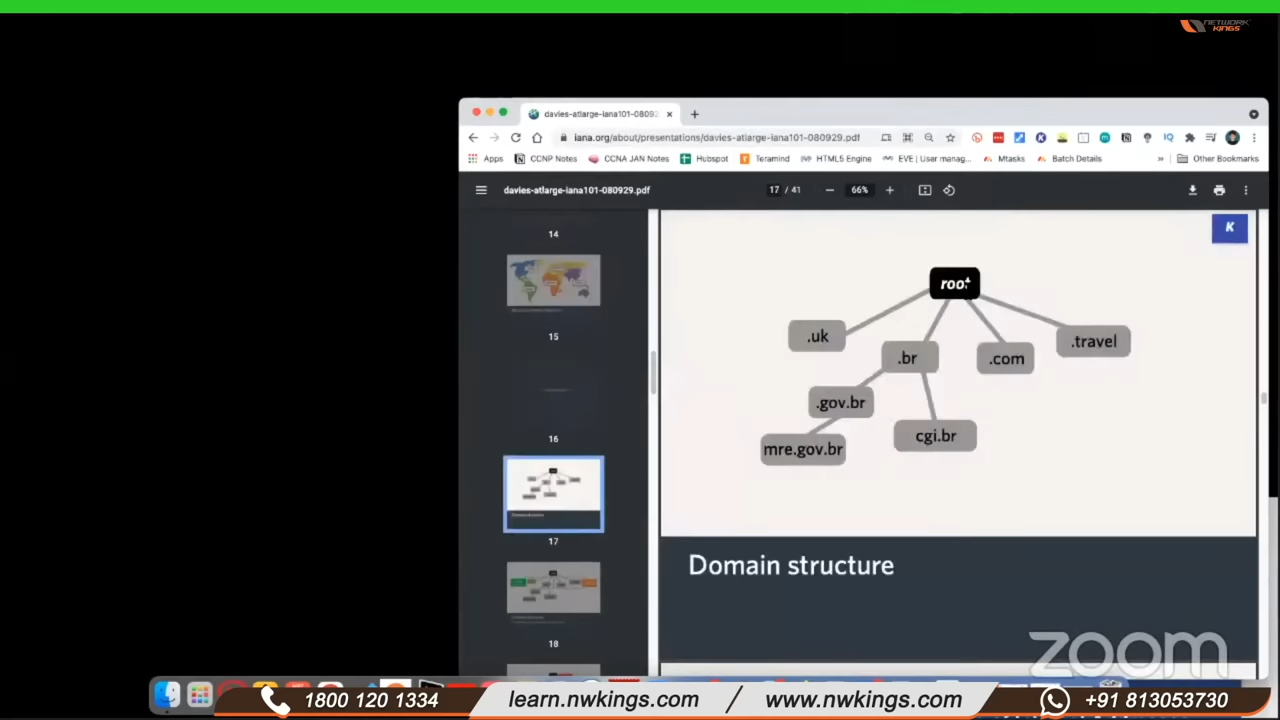 NETWORK
KINGS
davies-atlarge-iana101-0809
iana.org/about/presentations/davies-atlarge-iana101-080929.pdf
Apps
CCNP Notes
CCNA JAN Notes
Hubspot
Teramind
HTML5 Engine
EVE | User manag...
Mtasks
Batch Details
»
Other Bookmarks
davies-atlarge-iana101-080929.pdf
17 / 41
66%
14
15
16
17
18
K
root
.uk
.br
.com
.travel
.gov.br
cgi.br
mre.gov.br
Domain structure
zoom
1800 120 1334
learn.nwkings.com
/
www.nwkings.com
+91 813053730